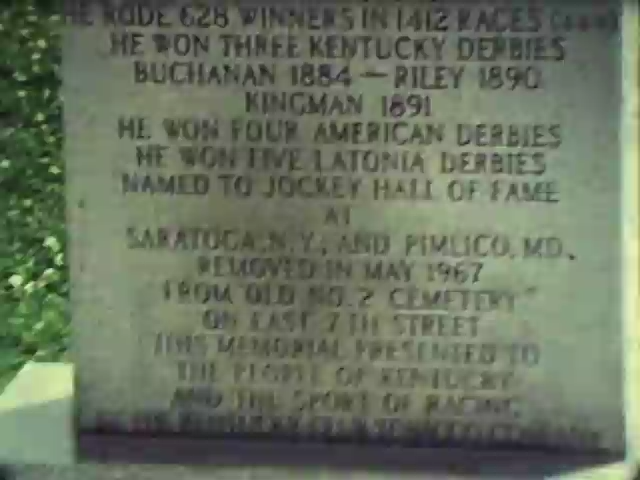 HE RODE 628 WINNERS IN 1412 RACES (44%)
HE WON THREE KENTUCKY DERBIES
BUCHANAN 1884 — RILEY 1890
KINGMAN 1891
HE WON FOUR AMERICAN DERBIES
HE WON FIVE LATONIA DERBIES
NAMED TO JOCKEY HALL OF FAME
AT
SARATOGA, N.Y., AND PIMLICO, MD.
REMOVED IN MAY 1967
FROM "OLD NO. 2 CEMETERY"
ON EAST 7TH STREET
THIS MEMORIAL PRESENTED TO
THE PEOPLE OF KENTUCKY
AND THE SPORT OF RACING